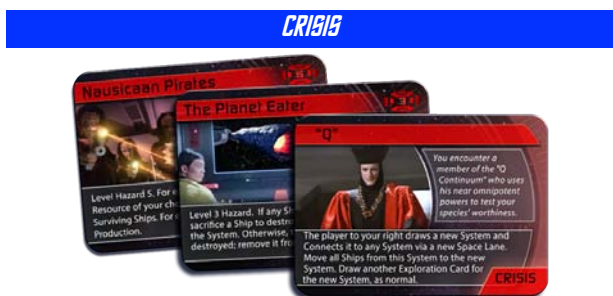 CRISIS
Nausicaan Pirates
5
Level Hazard 5. For
Resource of your
Surviving Ships. For
Production.
The Planet Eater
3
Level 3 Hazard. If any
sacrifice a Ship to
the System. Otherwise,
destroyed; remove it
"Q"
You encounter a
member of the "Q
Continuum" who uses
his near omnipotent
powers to test your
species' worthiness.
The player to your right draws a new System and
Connects it to any System via a new Space Lane.
Move all Ships from this System to the new
System. Draw another Exploration Card for
the new System, as normal.
CRISIS